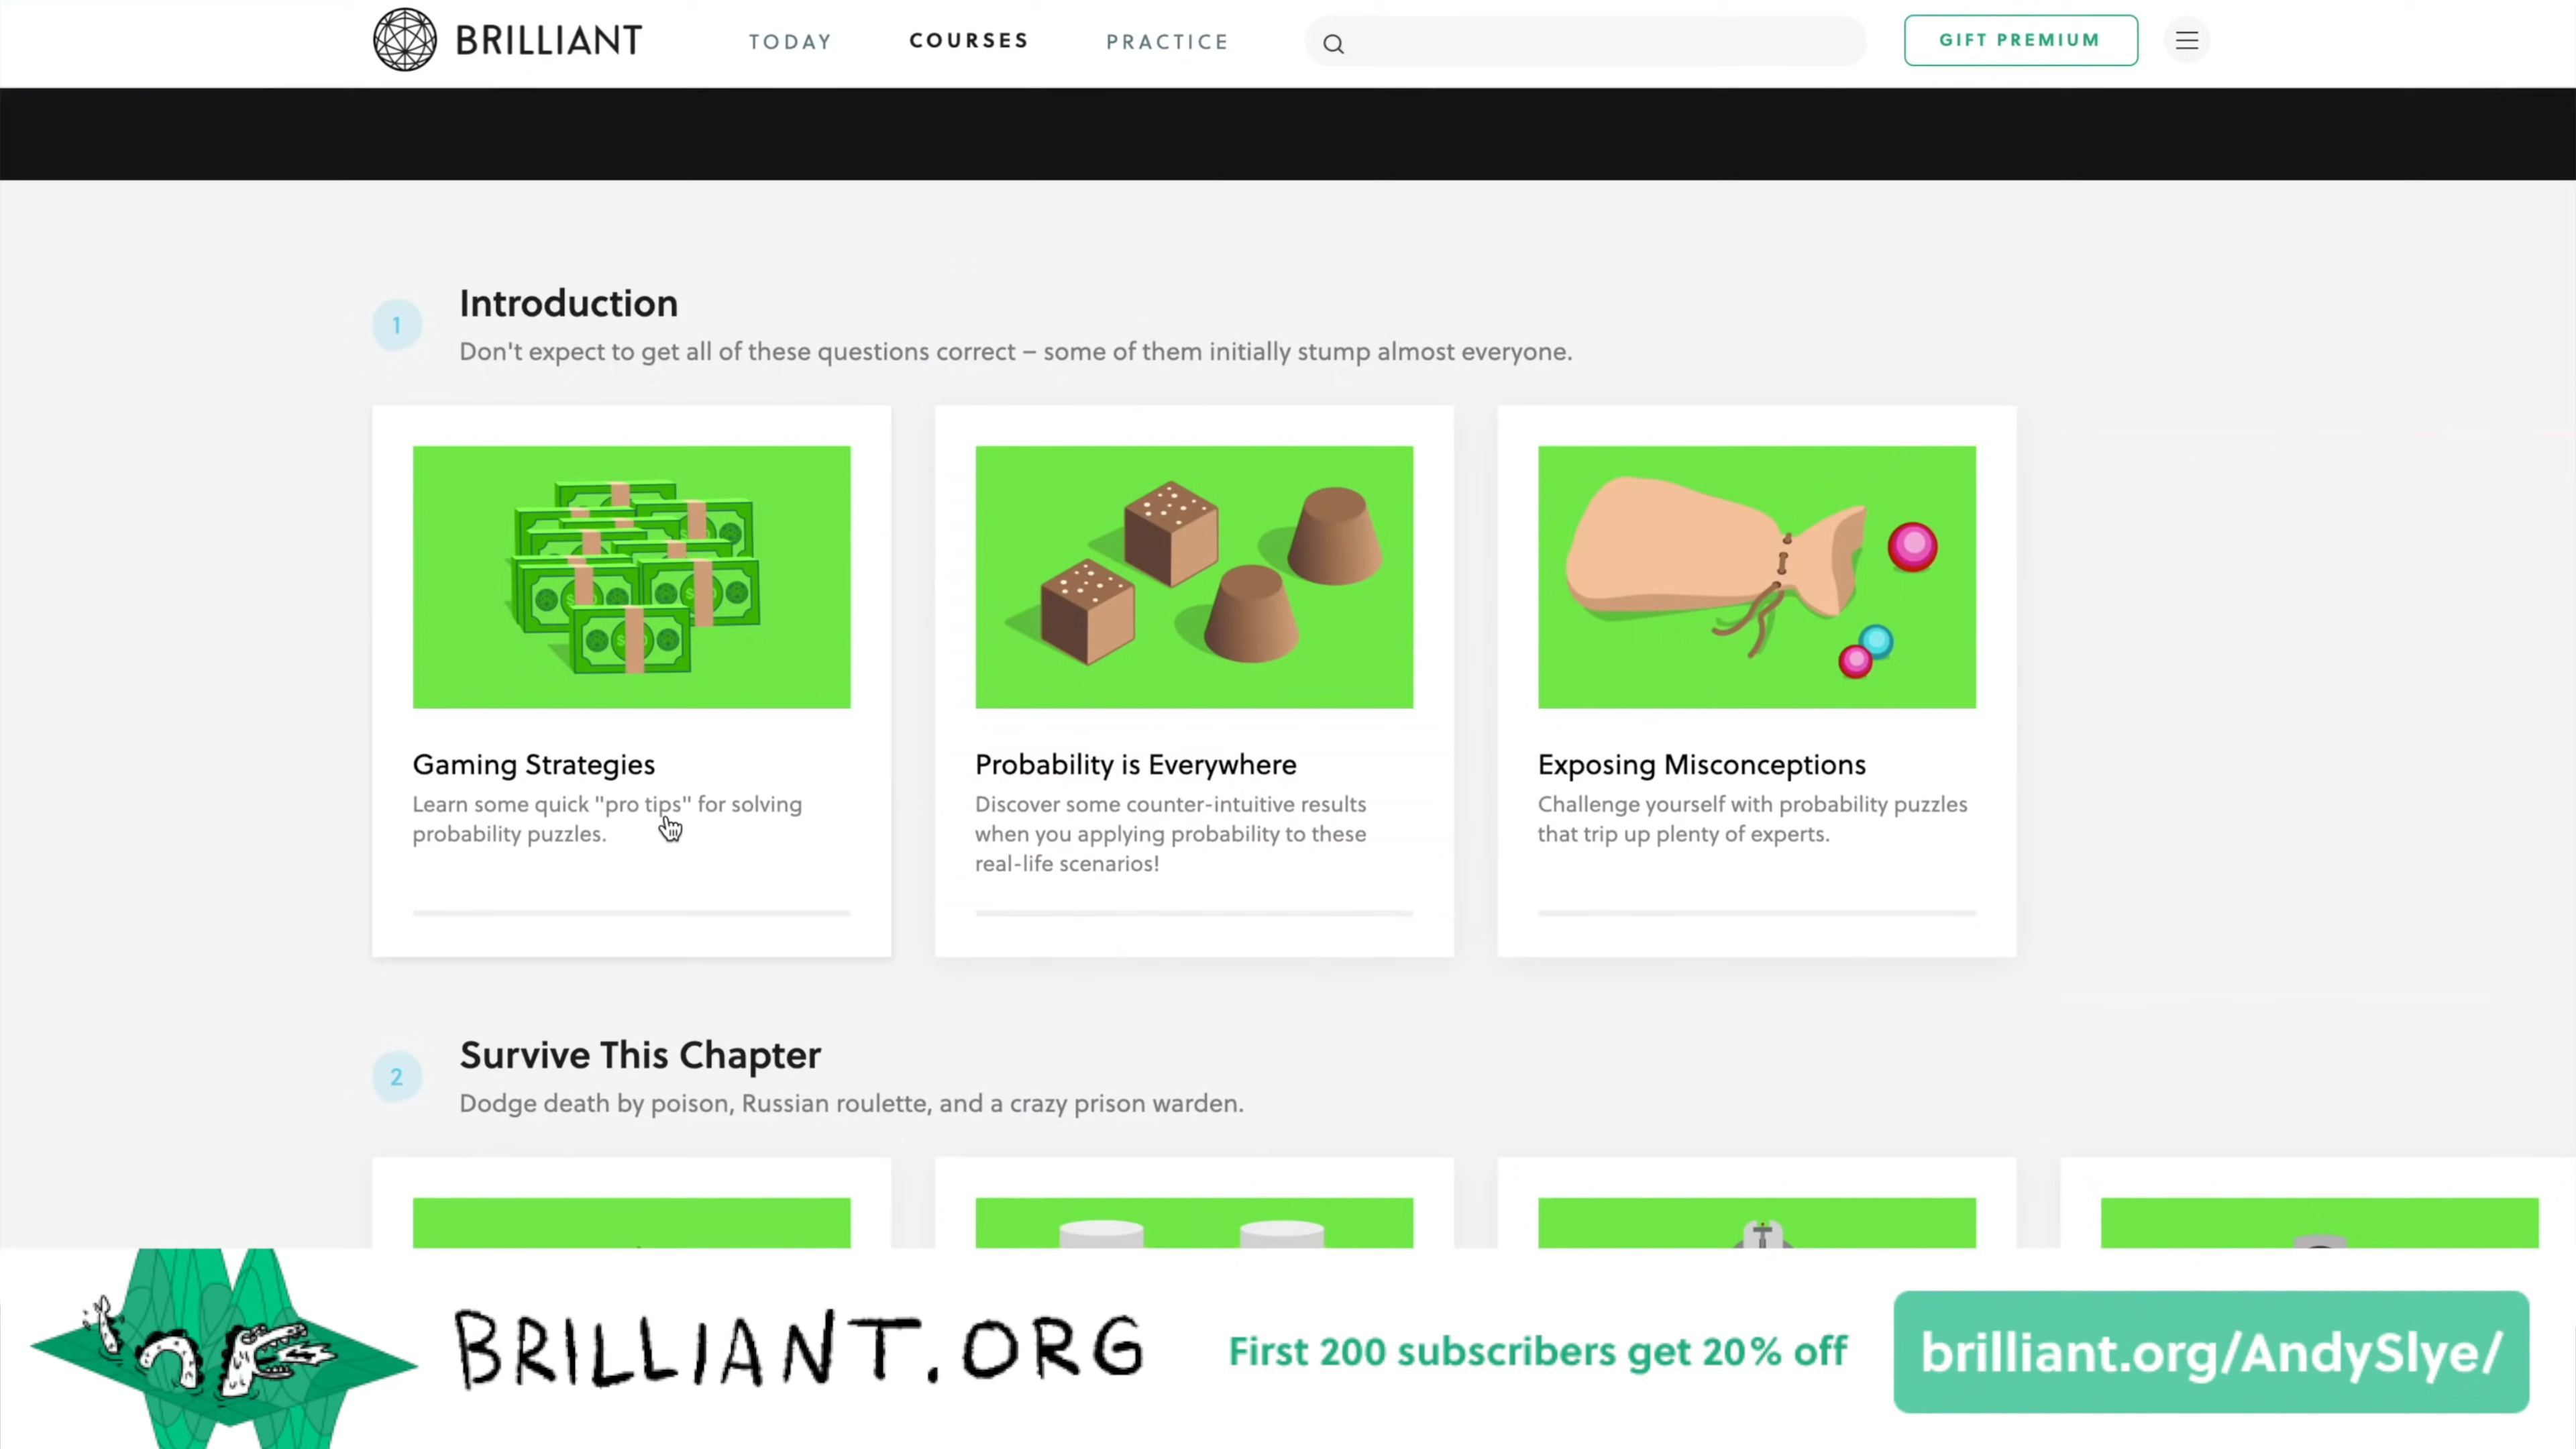 BRILLIANT
TODAY
COURSES
PRACTICE
GIFT PREMIUM
1
Introduction
Don't expect to get all of these questions correct – some of them initially stump almost everyone.
Gaming Strategies
Learn some quick "pro tips" for solving
probability puzzles.
Probability is Everywhere
Discover some counter-intuitive results
when you applying probability to these
real-life scenarios!
Exposing Misconceptions
Challenge yourself with probability puzzles
that trip up plenty of experts.
2
Survive This Chapter
Dodge death by poison, Russian roulette, and a crazy prison warden.
BRILLIANT.ORG
First 200 subscribers get 20% off
brilliant.org/AndySlye/